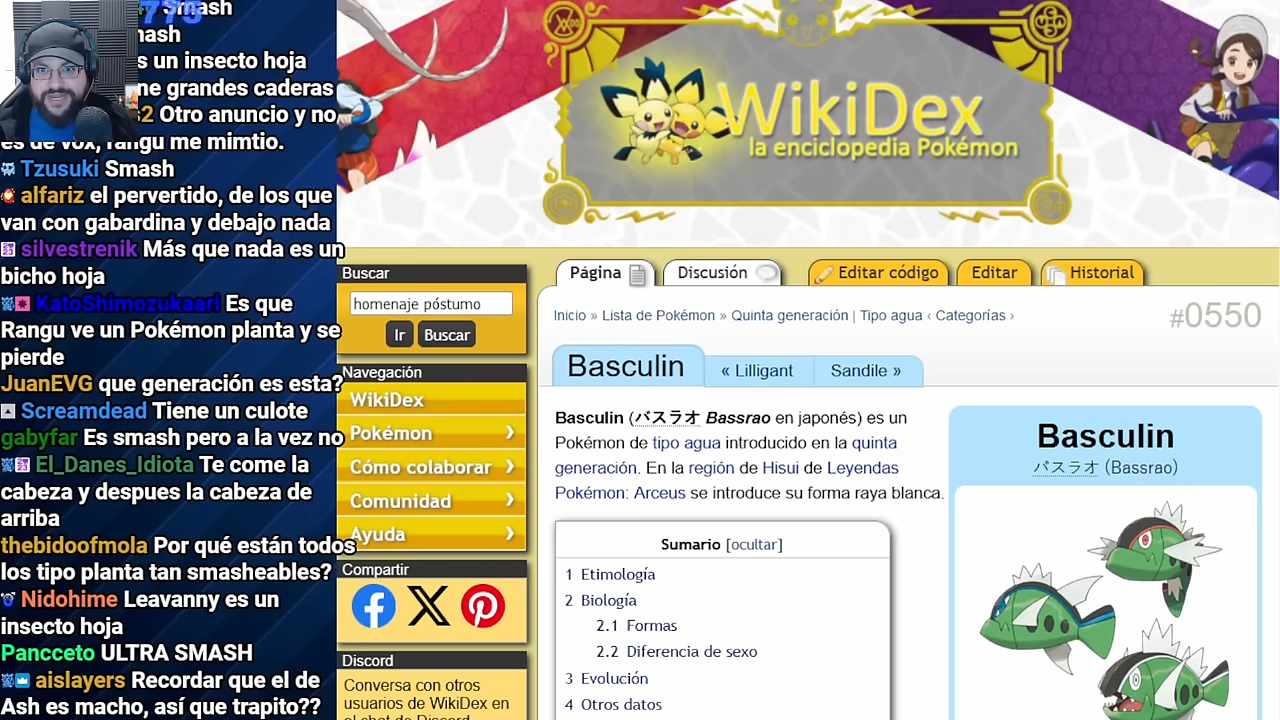 775
Smash
mash
s un insecto hoja
ne grandes caderas
s2 Otro anuncio y no
es de vox, rangu me mimtio.
Tzusuki Smash
alfariz el pervertido, de los que
van con gabardina y debajo nada
silvestrenik Más que nada es un
bicho hoja
KatoShimozukaari Es que
Rangu ve un Pokémon planta y se
pierde
JuanEVG que generación es esta?
Screamdead Tiene un culote
gabyfar Es smash pero a la vez no
El_Danes_Idiota Te come la
cabeza y despues la cabeza de
arriba
thebidoofmola Por qué están todos
los tipo planta tan smasheables?
Nidohime Leavanny es un
insecto hoja
Pancceto ULTRA SMASH
aislayers Recordar que el de
Ash es macho, así que trapito??
WikiDex
la enciclopedia Pokémon
Buscar
homenaje póstumo
Ir Buscar
Navegación
WikiDex
Pokémon
Cómo colaborar
Comunidad
Ayuda
Compartir
Discord
Conversa con otros
usuarios de WikiDex en
el chat de Discord
Página Discusión Editar código Editar Historial
Inicio » Lista de Pokémon » Quinta generación | Tipo agua ‹ Categorías ›
#0550
Basculin « Lilligant Sandile »
Basculin (バスラオ Bassrao en japonés) es un
Pokémon de tipo agua introducido en la quinta
generación. En la región de Hisui de Leyendas
Pokémon: Arceus se introduce su forma raya blanca.
Sumario [ocultar]
1 Etimología
2 Biología
2.1 Formas
2.2 Diferencia de sexo
3 Evolución
4 Otros datos
Basculin
バスラオ (Bassrao)